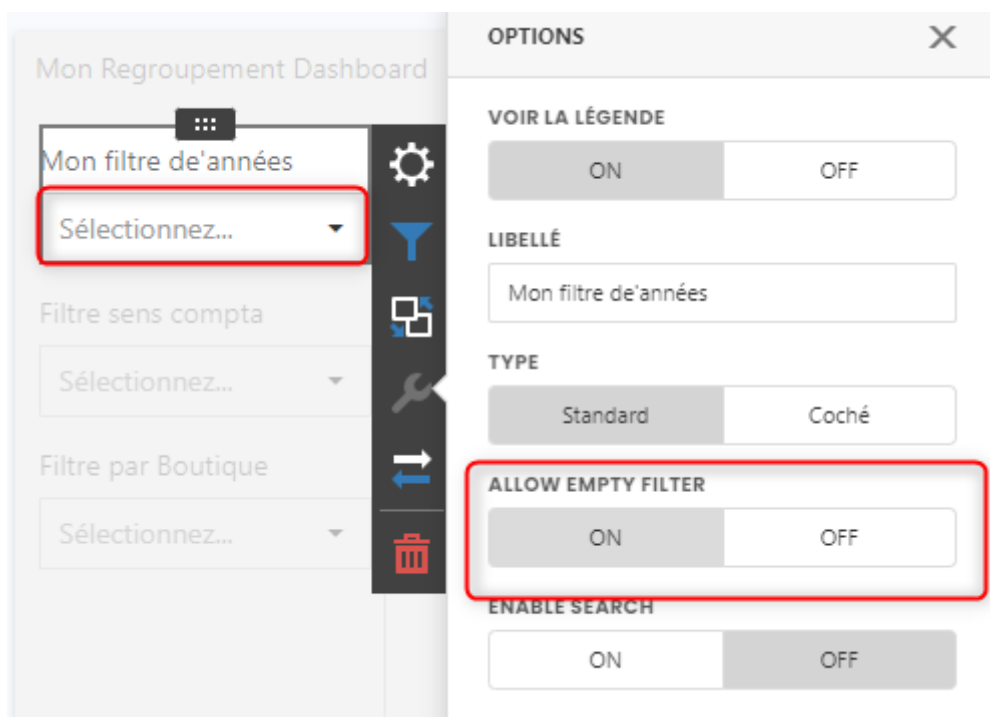 Mon Regroupement Dashboard
Mon filtre de'années
Sélectionnez...
Filtre sens compta
Sélectionnez...
Filtre par Boutique
Sélectionnez...
OPTIONS
VOIR LA LÉGENDE
ON OFF
LIBELLÉ
Mon filtre de'années
TYPE
Standard Coché
ALLOW EMPTY FILTER
ON OFF
ENABLE SEARCH
ON OFF